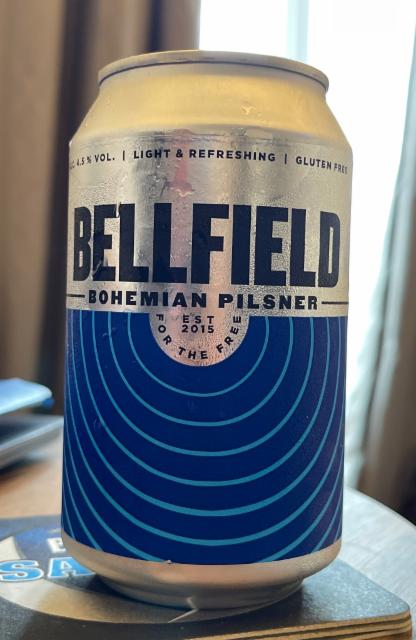 4.5 % VOL. | LIGHT & REFRESHING | GLUTEN FREE
BELLFIELD
BOHEMIAN PILSNER
EST
2015
FOR THE FREE